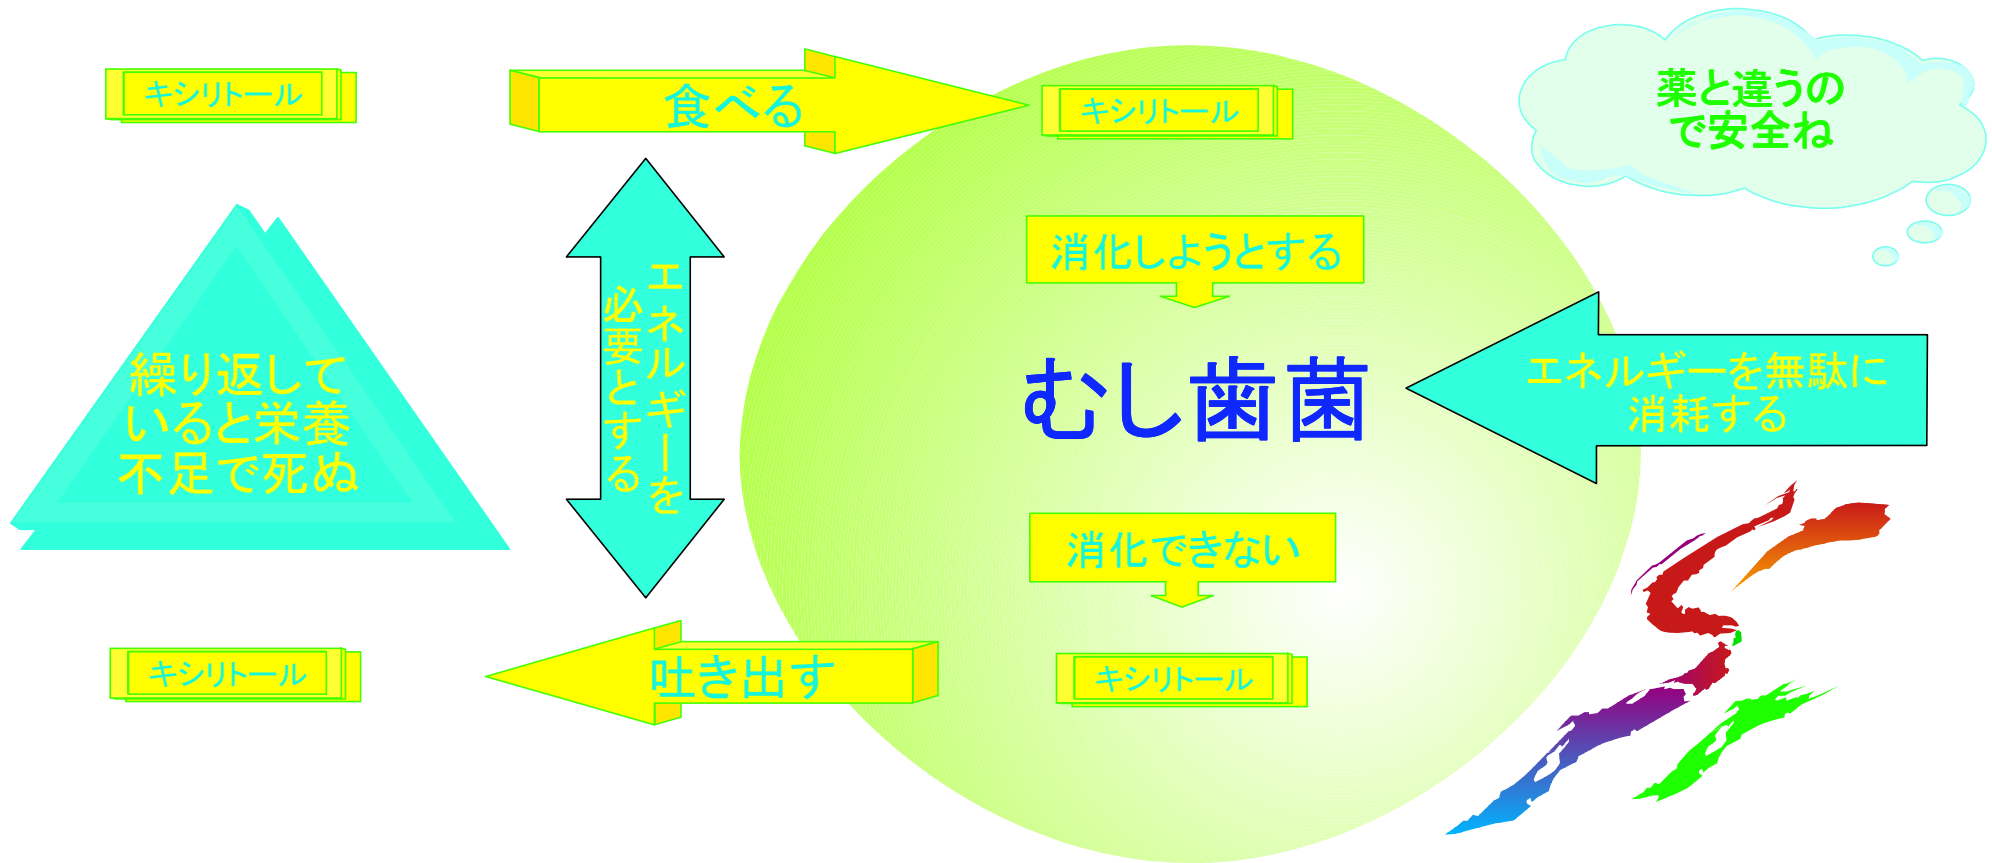 キシリトール
食べる
キシリトール
薬と違うの
で安全ね
消化しようとする
エネルギーを
必要とする
むし歯菌
エネルギーを無駄に
消耗する
繰り返して
いると栄養
不足で死ぬ
消化できない
キシリトール
吐き出す
キシリトール